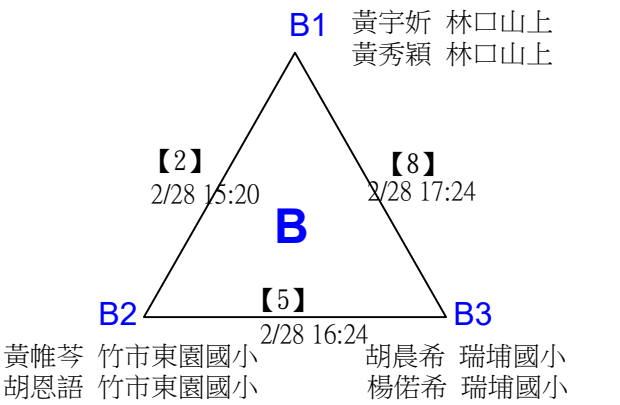 B1
黃宇妡 林口山上
黃秀穎 林口山上
【2】
2/28 15:20
【8】
2/28 17:24
B
【5】
2/28 16:24
B2
B3
黃帷芩 竹市東園國小
胡恩語 竹市東園國小
胡晨希 瑞埔國小
楊偌希 瑞埔國小